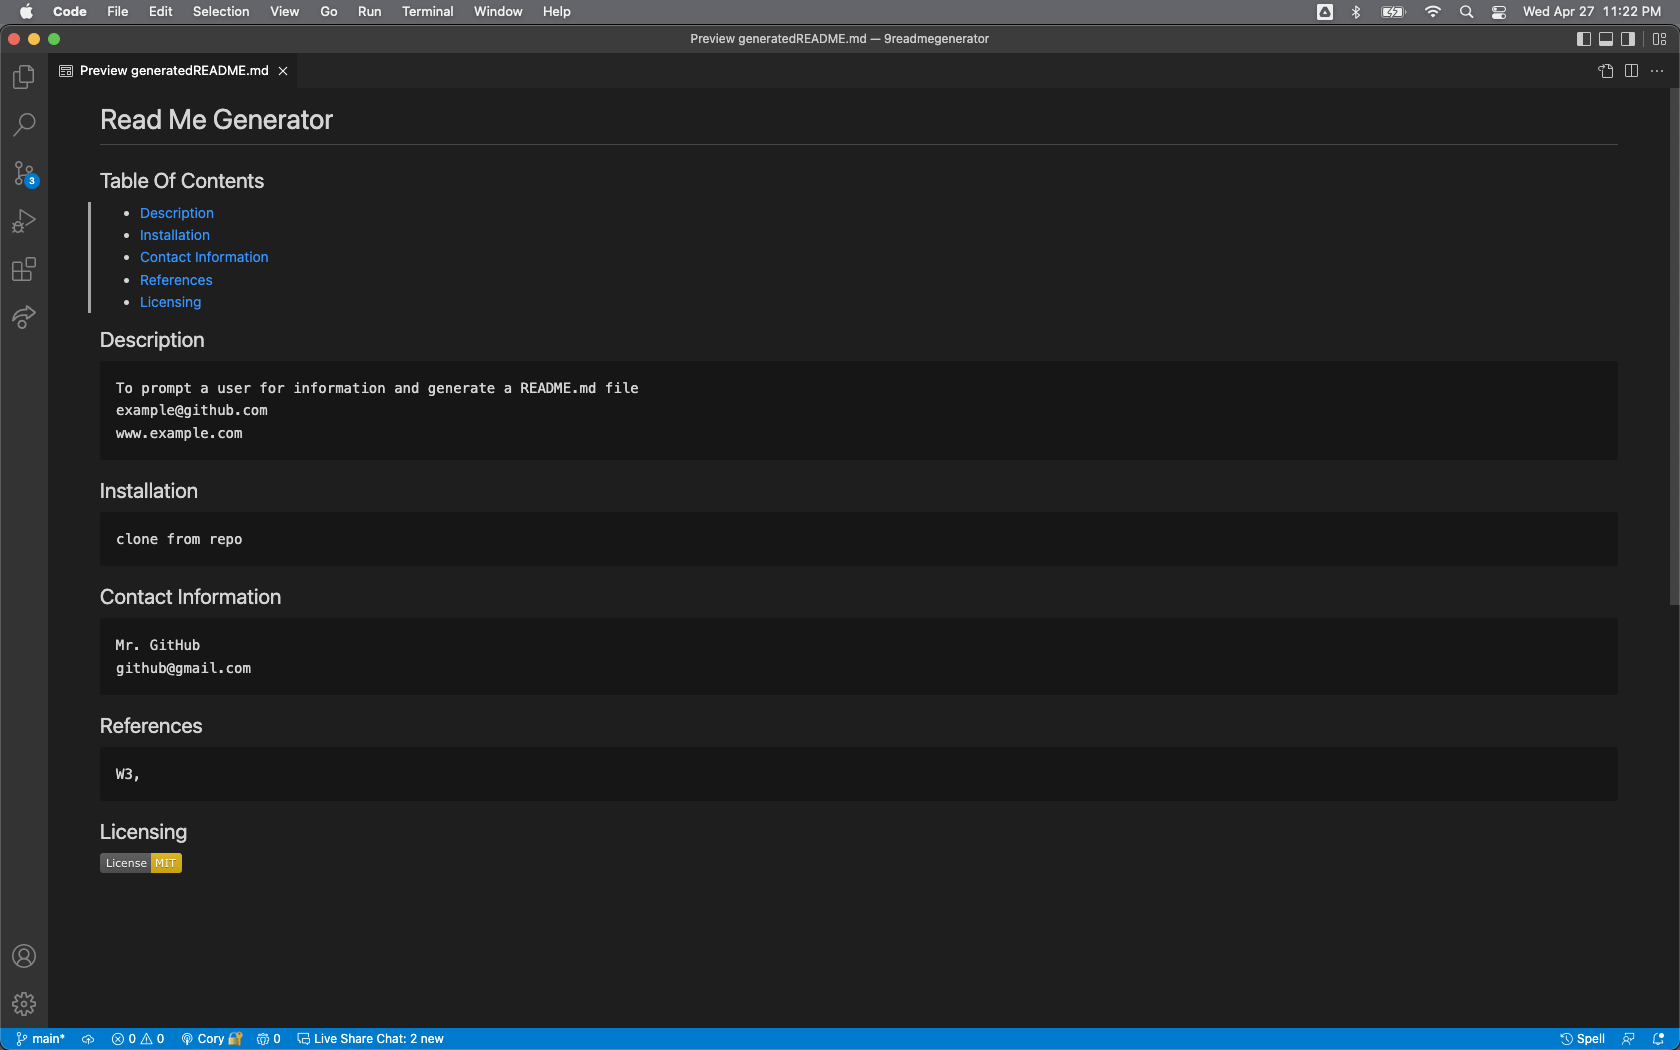 Code File Edit Selection View Go Run Terminal Window Help Wed Apr 27 11:22 PM
Preview generatedREADME.md — 9readmegenerator
Preview generatedREADME.md
Read Me Generator
Table Of Contents
• Description
• Installation
• Contact Information
• References
• Licensing
3
Description
To prompt a user for information and generate a README.md file
example@github.com
www.example.com
Installation
clone from repo
Contact Information
Mr. GitHub
github@gmail.com
References
W3,
Licensing
License MIT
main* 0 0 Cory 0 Live Share Chat: 2 new Spell